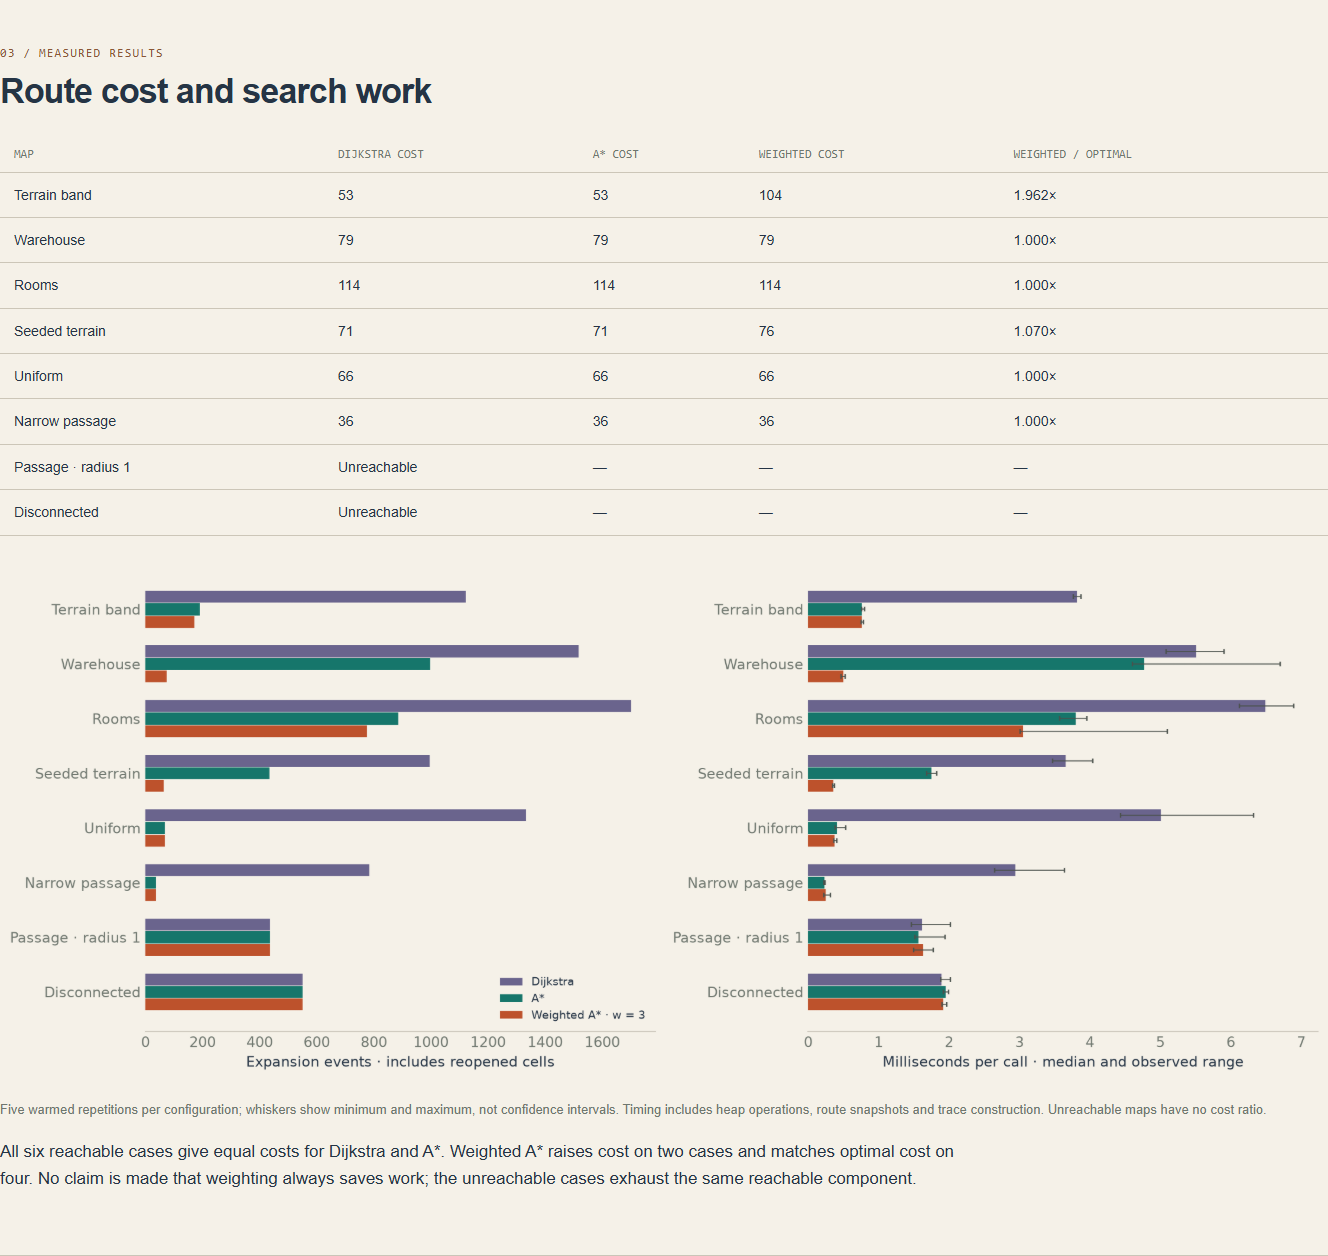 03 / MEASURED RESULTS
Route cost and search work
MAP DIJKSTRA COST A* COST WEIGHTED COST WEIGHTED / OPTIMAL
Terrain band 53 53 104 1.962×
Warehouse 79 79 79 1.000×
Rooms 114 114 114 1.000×
Seeded terrain 71 71 76 1.070×
Uniform 66 66 66 1.000×
Narrow passage 36 36 36 1.000×
Passage · radius 1 Unreachable — — —
Disconnected Unreachable — — —
Terrain band
Warehouse
Rooms
Seeded terrain
Uniform
Narrow passage
Passage · radius 1
Disconnected
Dijkstra
A*
Weighted A* · w = 3
0 200 400 600 800 1000 1200 1400 1600
Expansion events · includes reopened cells
Terrain band
Warehouse
Rooms
Seeded terrain
Uniform
Narrow passage
Passage · radius 1
Disconnected
0 1 2 3 4 5 6 7
Milliseconds per call · median and observed range
Five warmed repetitions per configuration; whiskers show minimum and maximum, not confidence intervals. Timing includes heap operations, route snapshots and trace construction. Unreachable maps have no cost ratio.
All six reachable cases give equal costs for Dijkstra and A*. Weighted A* raises cost on two cases and matches optimal cost on
four. No claim is made that weighting always saves work; the unreachable cases exhaust the same reachable component.